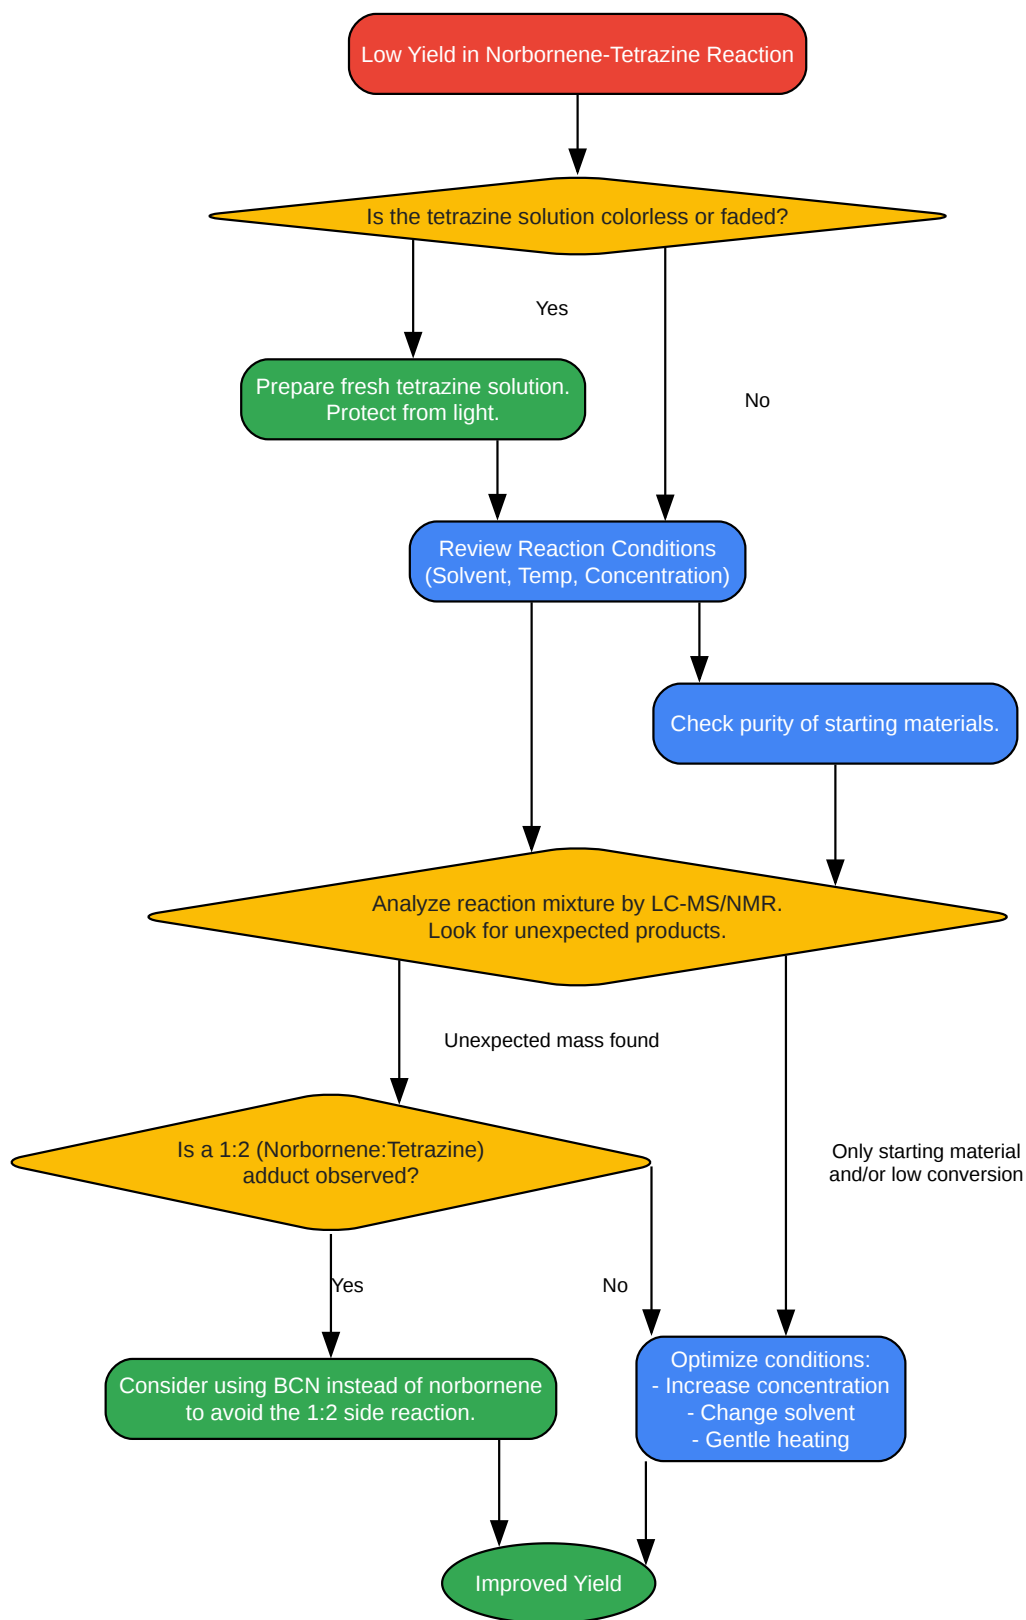 Low Yield in Norbornene-Tetrazine Reaction
Is the tetrazine solution colorless or faded?
Yes
Prepare fresh tetrazine solution.
Protect from light.
No
Review Reaction Conditions
(Solvent, Temp, Concentration)
Check purity of starting materials.
Analyze reaction mixture by LC-MS/NMR.
Look for unexpected products.
Unexpected mass found
Is a 1:2 (Norbornene:Tetrazine)
adduct observed?
Only starting material
and/or low conversion
Yes
No
Consider using BCN instead of norbornene
to avoid the 1:2 side reaction.
Optimize conditions:
- Increase concentration
- Change solvent
- Gentle heating
Improved Yield